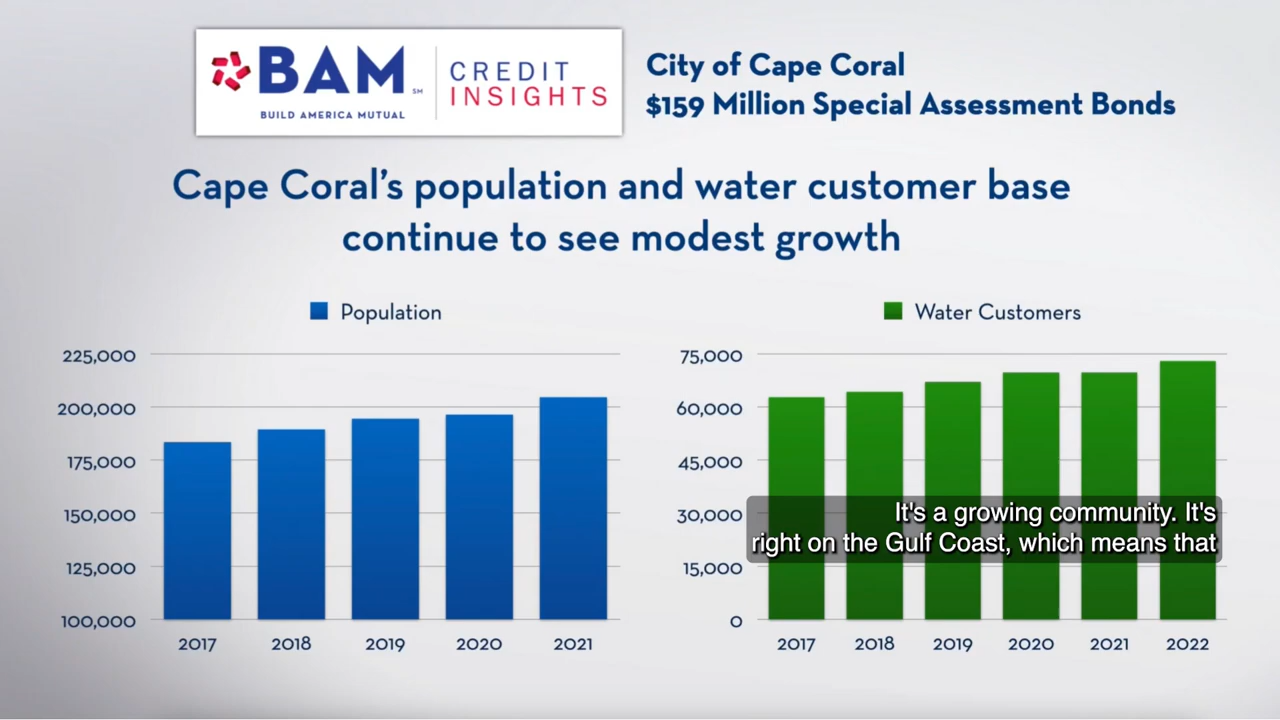 BAM SM
BUILD AMERICA MUTUAL
CREDIT
INSIGHTS
City of Cape Coral
$159 Million Special Assessment Bonds
Cape Coral's population and water customer base
continue to see modest growth
Population
225,000
200,000
175,000
150,000
125,000
100,000
2017 2018 2019 2020 2021
Water Customers
75,000
60,000
45,000
30,000
15,000
0
2017 2018 2019 2020 2021 2022
It's a growing community. It's
right on the Gulf Coast, which means that